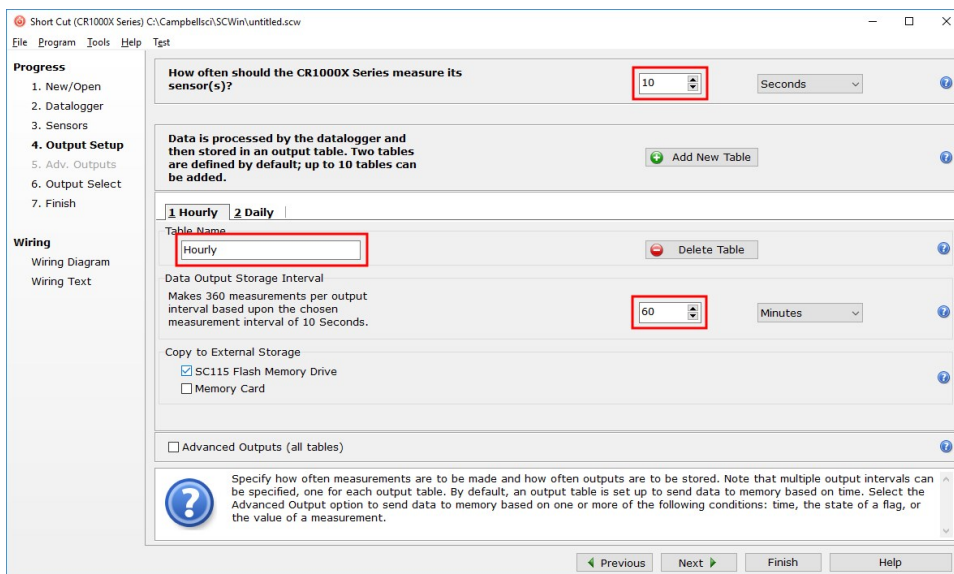 Short Cut (CR1000X Series) C:\Campbellsci\SCWin\untitled.scw
File Program Tools Help Test
Progress
1. New/Open
2. Datalogger
3. Sensors
4. Output Setup
5. Adv. Outputs
6. Output Select
7. Finish
Wiring
Wiring Diagram
Wiring Text
How often should the CR1000X Series measure its
sensor(s)?
10
Seconds
Data is processed by the datalogger and
then stored in an output table. Two tables
are defined by default; up to 10 tables can
be added.
Add New Table
1 Hourly 2 Daily
Table Name
Hourly
Delete Table
Data Output Storage Interval
Makes 360 measurements per output
interval based upon the chosen
measurement interval of 10 Seconds.
60
Minutes
Copy to External Storage
SC115 Flash Memory Drive
Memory Card
Advanced Outputs (all tables)
Specify how often measurements are to be made and how often outputs are to be stored. Note that multiple output intervals can
be specified, one for each output table. By default, an output table is set up to send data to memory based on time. Select the
Advanced Output option to send data to memory based on one or more of the following conditions: time, the state of a flag, or
the value of a measurement.
Previous Next Finish Help